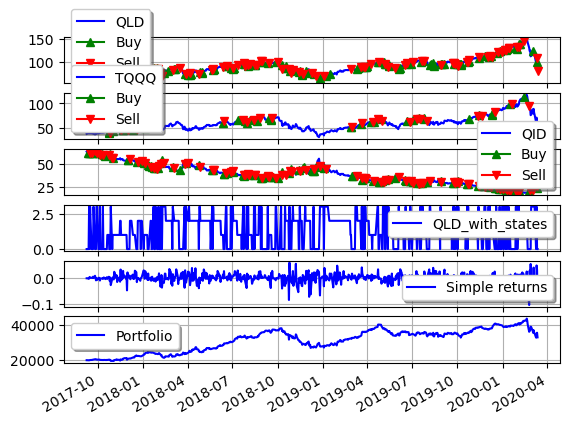 QLD
Buy
Sell
150
100
TQQQ
Buy
Sell
100
50
QID
Buy
Sell
50
25
QLD_with_states
2.5
0.0
Simple returns
0.0
−0.1
Portfolio
40000
20000
2017-10 2018-01 2018-04 2018-07 2018-10 2019-01 2019-04 2019-07 2019-10 2020-01 2020-04